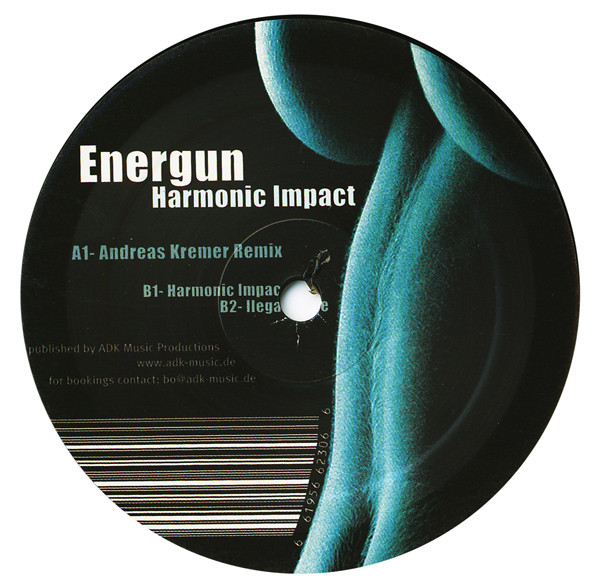 Energun
Harmonic Impact
A1- Andreas Kremer Remix
B1- Harmonic Impac
B2-
published by ADK Music Productions
www.adk-music.de
for bookings contact: bo@adk-music.de
6 61956 62306 6